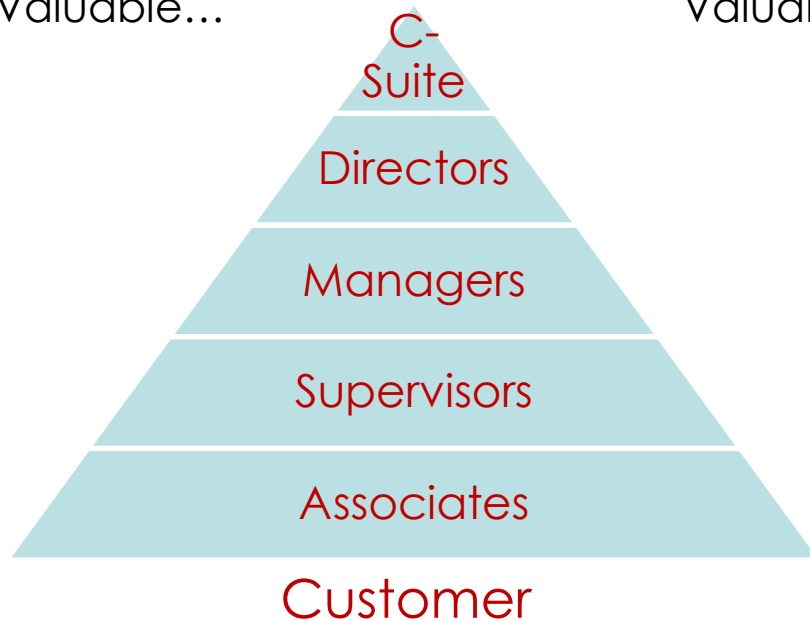 Valuable…
C-
Suite
Directors
Managers
Supervisors
Associates
Customer